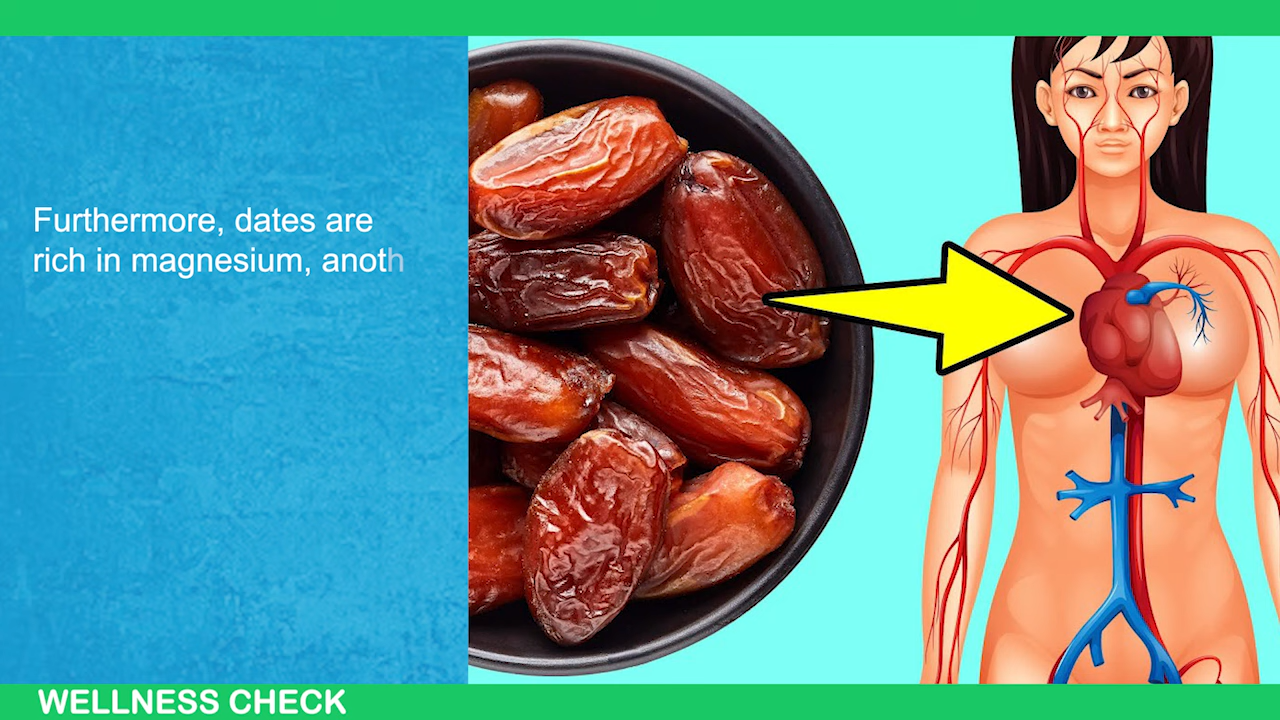 Furthermore, dates are
rich in magnesium, anoth
WELLNESS CHECK